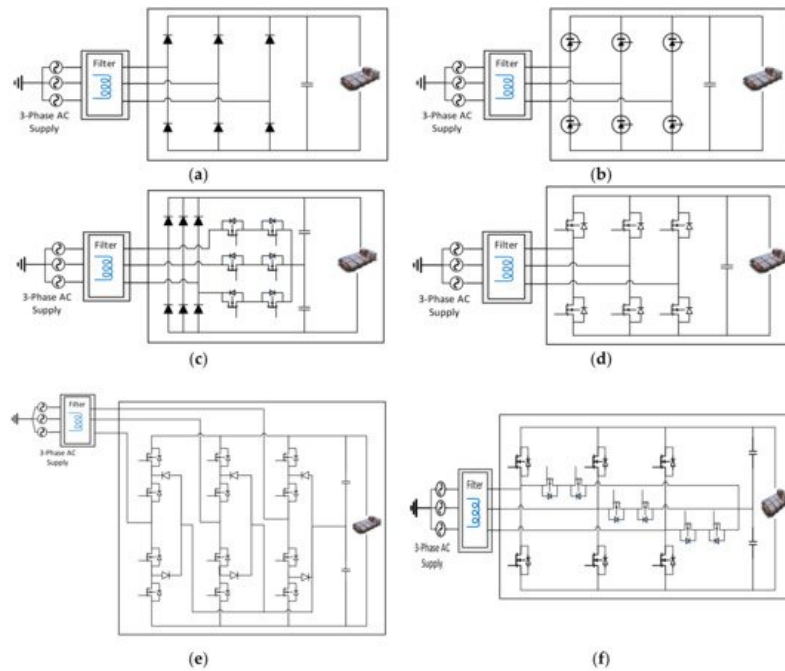 Filter
3-Phase AC
Supply
(a)
Filter
3-Phase AC
Supply
(b)
Filter
3-Phase AC
Supply
(c)
Filter
3-Phase AC
Supply
(d)
Filter
3-Phase AC
Supply
(e)
Filter
3-Phase AC
Supply
(f)